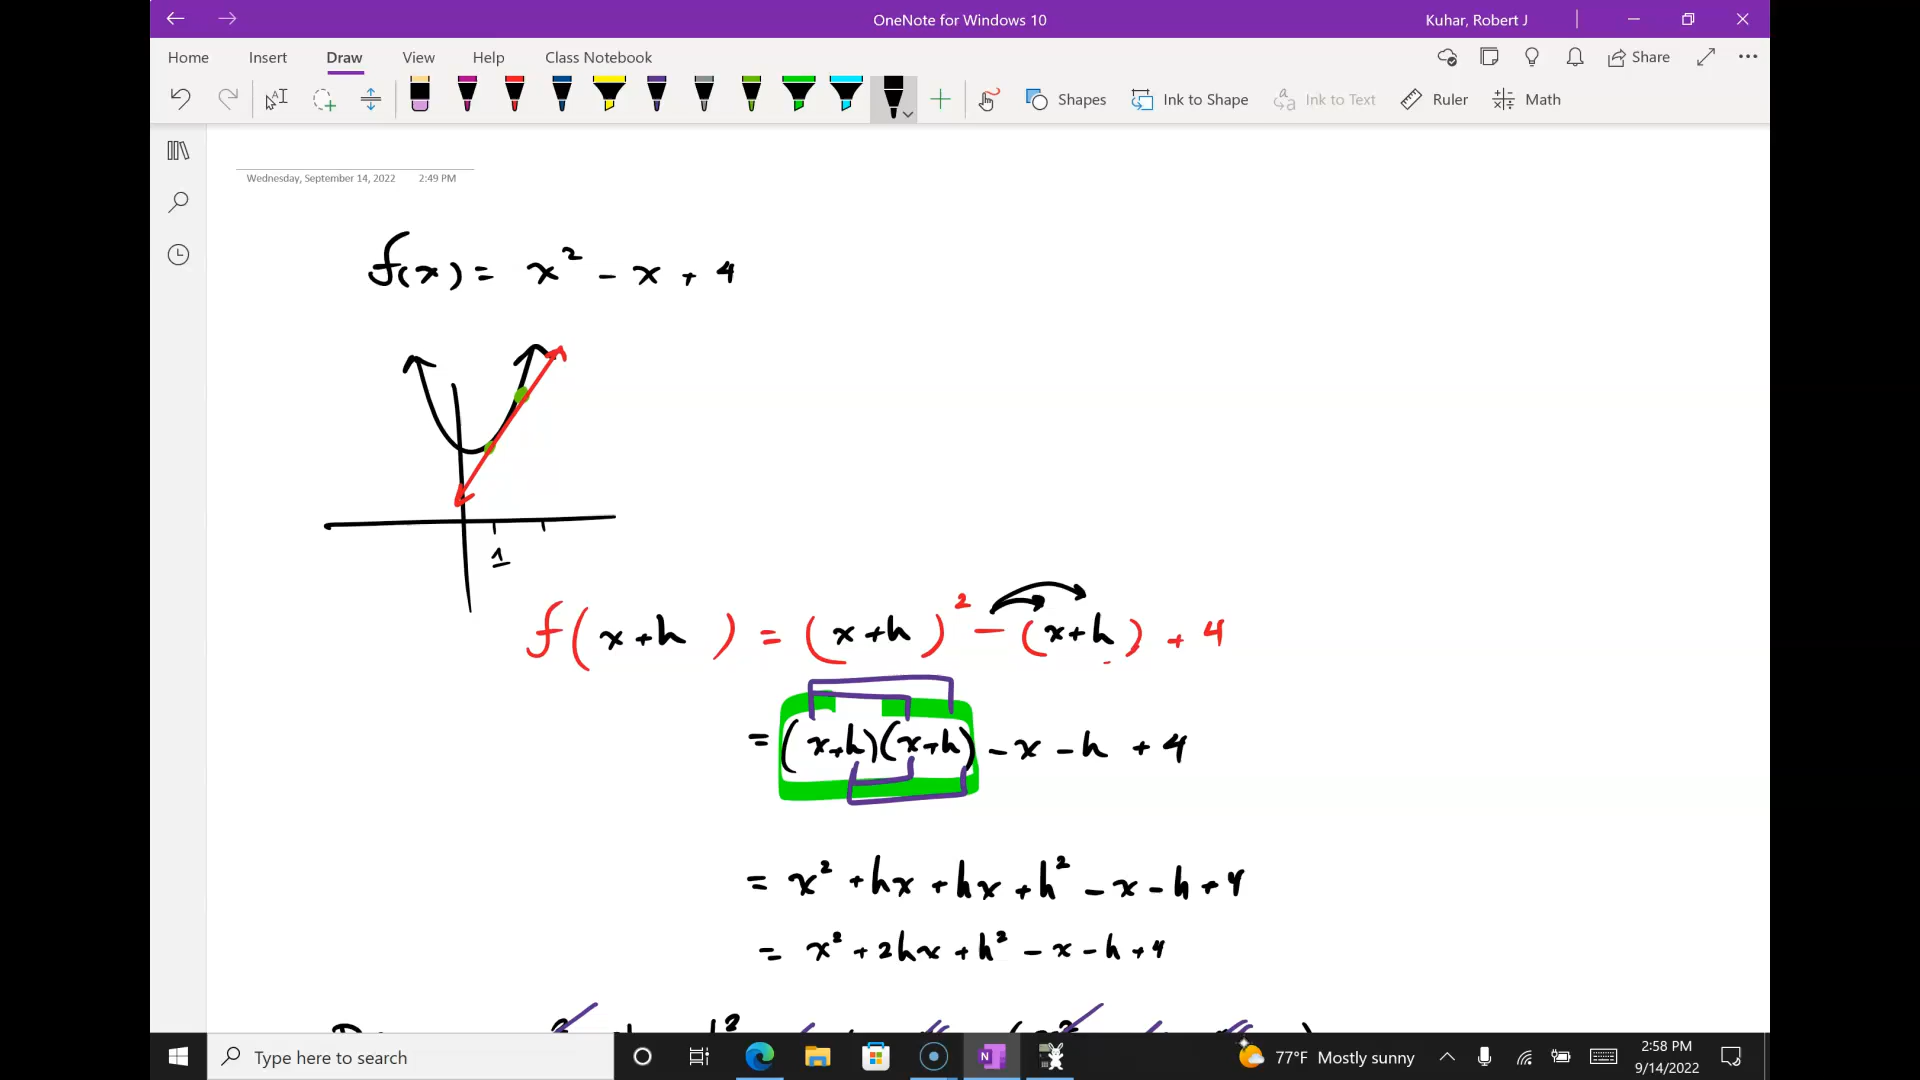 OneNote for Windows 10
Kuhar, Robert J
Home Insert Draw View Help Class Notebook Share
Shapes Ink to Shape Ink to Text Ruler Math
Wednesday, September 14, 2022 2:49 PM
f(x) = x² - x + 4
1
f(x+h) = (x+h)² - (x+h) + 4
= (x+h)(x+h) - x - h + 4
= x² + hx + hx + h² - x - h + 4
= x² + 2hx + h² - x - h + 4
Type here to search
77°F Mostly sunny
2:58 PM
9/14/2022